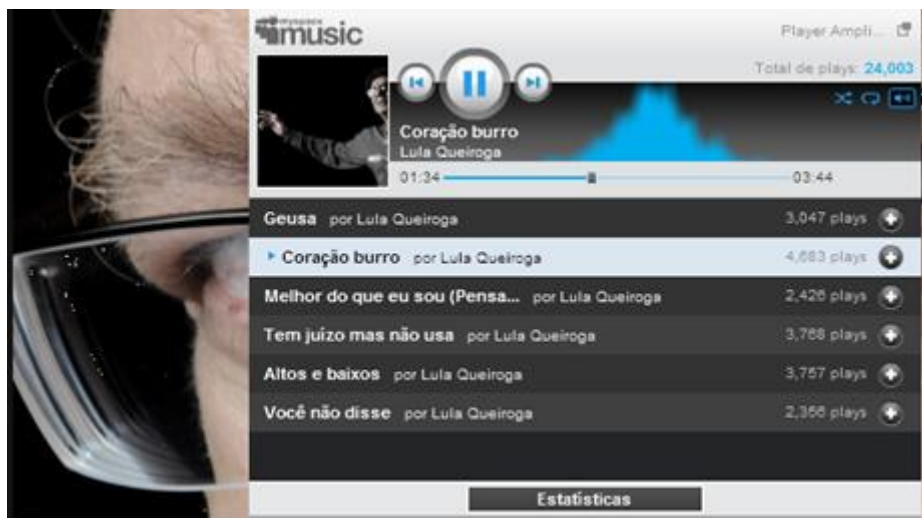 myspace
music
Player Ampli...
Total de plays: 24,003
Coração burro
Lula Queiroga
01:34 03:44
Geusa por Lula Queiroga 3,047 plays
Coração burro por Lula Queiroga 4,683 plays
Melhor do que eu sou (Pensa... por Lula Queiroga 2,426 plays
Tem juízo mas não usa por Lula Queiroga 3,768 plays
Altos e baixos por Lula Queiroga 3,757 plays
Você não disse por Lula Queiroga 2,356 plays
Estatísticas